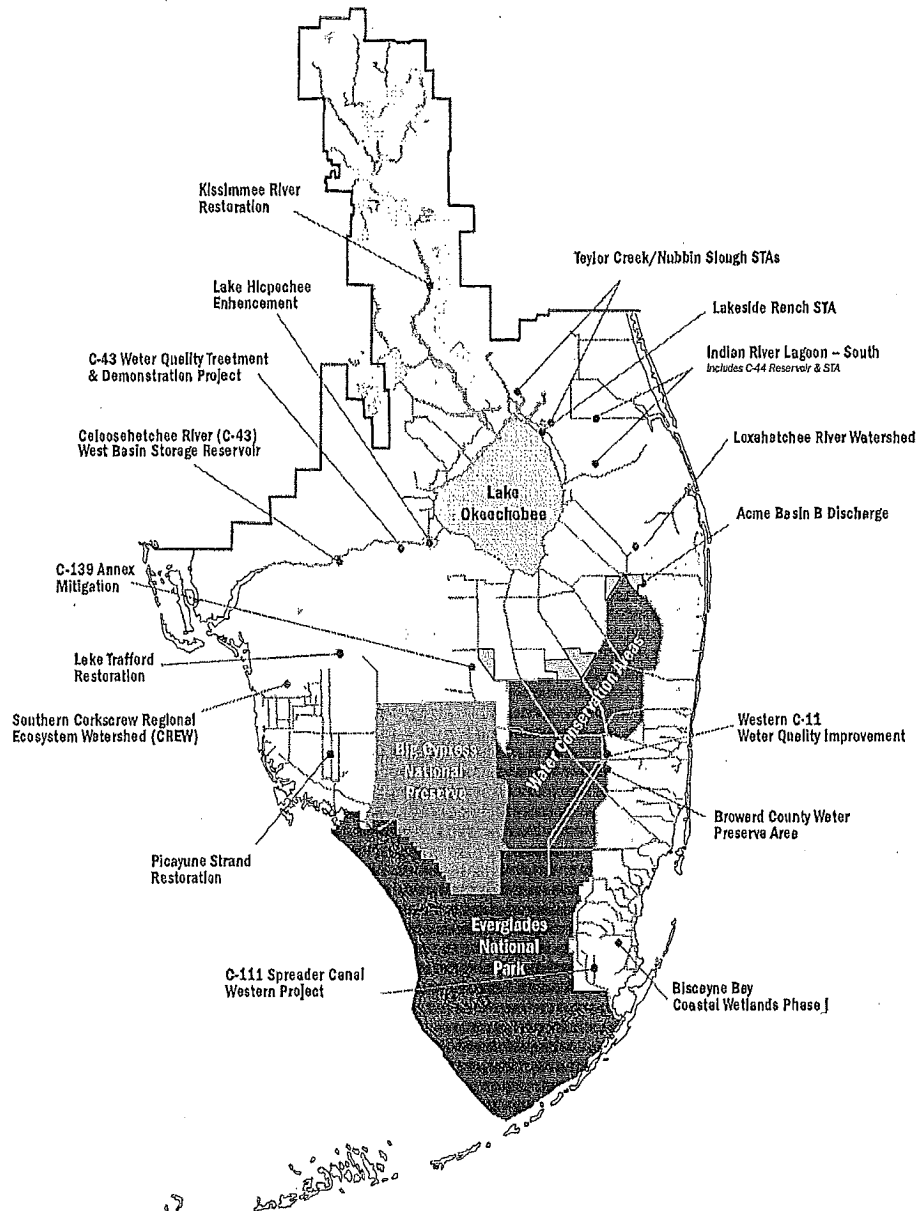 Kissimmee River
Restoration
Taylor Creek/Nubbin Slough STAs
Lake Hicpochee
Enhancement
Lakeside Ranch STA
Indian River Lagoon – South
Includes C-44 Reservoir & STA
C-43 Water Quality Treatment
& Demonstration Project
Caloosahatchee River (C-43)
West Basin Storage Reservoir
Loxahatchee River Watershed
Lake
Okeechobee
Acme Basin B Discharge
C-139 Annex
Mitigation
Lake Trafford
Restoration
Water Conservation Areas
Southern Corkscrew Regional
Ecosystem Watershed (CREW)
Western C-11
Water Quality Improvement
Big Cypress
National
Preserve
Broward County Water
Preserve Area
Picayune Strand
Restoration
Everglades
National
Park
C-111 Spreader Canal
Western Project
Biscayne Bay
Coastal Wetlands Phase I